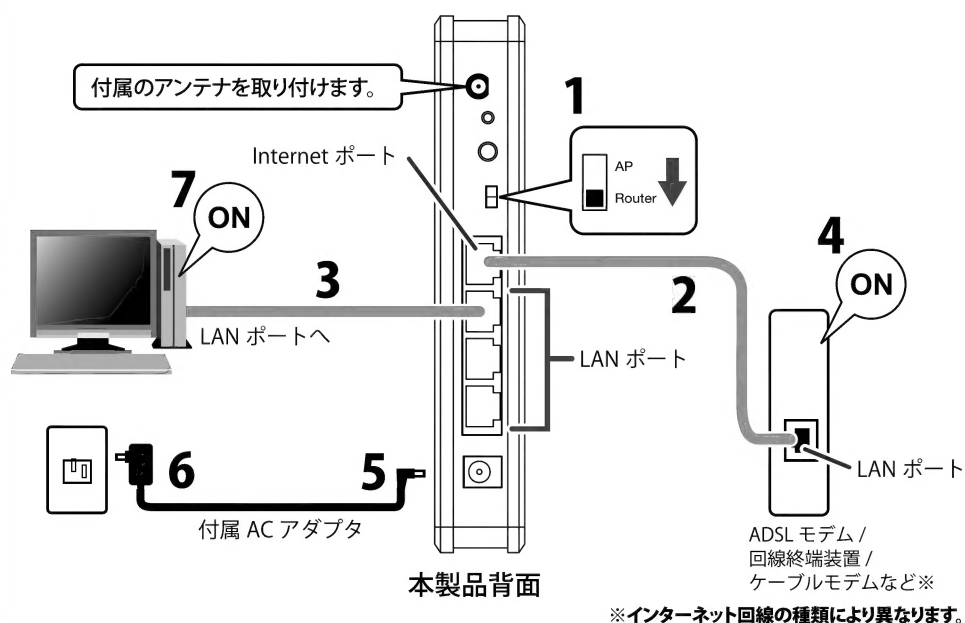 付属のアンテナを取り付けます。
1
Internet ポート
AP
Router
7
ON
4
ON
3
2
LAN ポートへ
LAN ポート
6
5
LAN ポート
付属 AC アダプタ
ADSL モデム /
回線終端装置 /
ケーブルモデムなど※
本製品背面
※インターネット回線の種類により異なります。